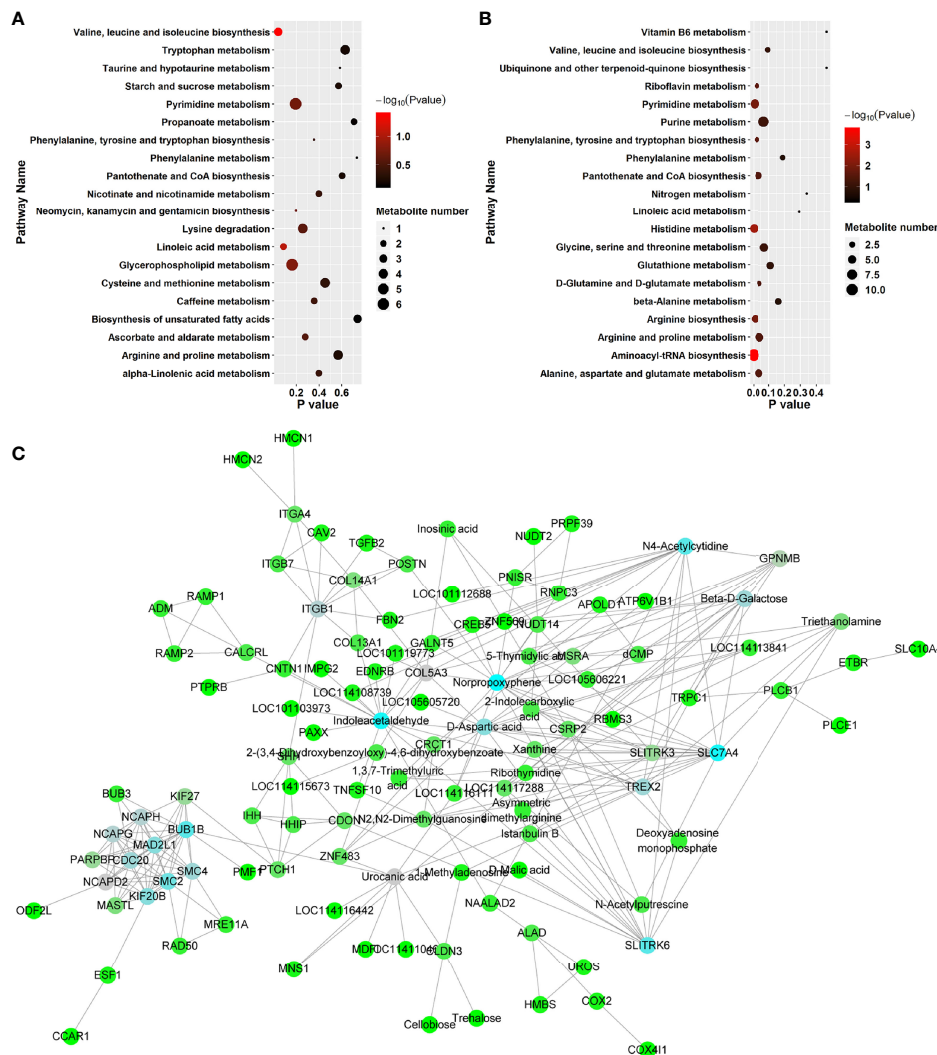 A
Valine, leucine and isoleucine biosynthesis
Tryptophan metabolism
Taurine and hypotaurine metabolism
Starch and sucrose metabolism
Pyrimidine metabolism
Propanoate metabolism
Phenylalanine, tyrosine and tryptophan biosynthesis
Phenylalanine metabolism
Pantothenate and CoA biosynthesis
Nicotinate and nicotinamide metabolism
Neomycin, kanamycin and gentamicin biosynthesis
Lysine degradation
Linoleic acid metabolism
Glycerophospholipid metabolism
Cysteine and methionine metabolism
Caffeine metabolism
Biosynthesis of unsaturated fatty acids
Ascorbate and aldarate metabolism
Arginine and proline metabolism
alpha-Linolenic acid metabolism
Pathway Name
0.2 0.4 0.6
P value
−log10(Pvalue)
1.0
0.5
Metabolite number
1
2
3
4
5
6
B
Vitamin B6 metabolism
Valine, leucine and isoleucine biosynthesis
Ubiquinone and other terpenoid-quinone biosynthesis
Riboflavin metabolism
Pyrimidine metabolism
Purine metabolism
Phenylalanine, tyrosine and tryptophan biosynthesis
Phenylalanine metabolism
Pantothenate and CoA biosynthesis
Nitrogen metabolism
Linoleic acid metabolism
Histidine metabolism
Glycine, serine and threonine metabolism
Glutathione metabolism
D-Glutamine and D-glutamate metabolism
beta-Alanine metabolism
Arginine biosynthesis
Arginine and proline metabolism
Aminoacyl-tRNA biosynthesis
Alanine, aspartate and glutamate metabolism
Pathway Name
0.0 0.1 0.2 0.3 0.4
P value
−log10(Pvalue)
3
2
1
Metabolite number
2.5
5.0
7.5
10.0
C
HMCN1
HMCN2
ITGA4
CAV2
Inosinic acid
PRPF39
NUDT2
TGFB2
N4-Acetylcytidine
GPNMB
ITGB7
POSTN
COL14A1
PNISR
RNPC3
LOC101112688
RAMP1
ADM
ITGB1
APOLD1
ATP6V1B1
Beta-D-Galactose
FBN2
CREB5
ZNF569
NUDT14
Triethanolamine
COL13A1
GALNT5
RAMP2
CALCRL
LOC101119773
5-Thymidylic acid
MSRA
dCMP
LOC114113841
SLC10A
ETBR
CNTN1
IMPG2
EDNRB
COL5A3
Norpropoxyphene
LOC105606221
PTPRB
LOC114108739
TRPC1
PLCB1
LOC101103973
LOC105605720
2-Indolecarboxylic
acid
Indoleacetaldehyde
D-Aspartic acid
CSRP2
RBMS3
PLCE1
PAXX
CRCT1
2-(3,4-Dihydroxybenzoyloxy)-4,6-dihydroxybenzoate
SHH
Xanthine
SLITRK3
SLC7A4
1,3,7-Trimethyluric
acid
Ribothymidine
LOC114115673
TNFSF10
LOC114117288
TREX2
BUB3
KIF27
Asymmetric
dimethylarginine
IHH
HHIP
CDON
N2,N2-Dimethylguanosine
Istanbulin B
NCAPH
NCAPG
BUB1B
MAD2L1
Deoxyadenosine
monophosphate
ZNF483
CDC20
SMC4
PMF1
PTCH1
Urocanic acid
1-Methyladenosine
D-Malic acid
NCAPD2
SMC2
KIF20B
MASTL
NAALAD2
N-Acetylputrescine
ODF2L
LOC114116442
MRE11A
RAD50
ALAD
SLITRK6
CLDN3
MNS1
UROS
ESF1
HMBS
COX2
CCAR1
Cellobiose
Trehalose
COX4I1